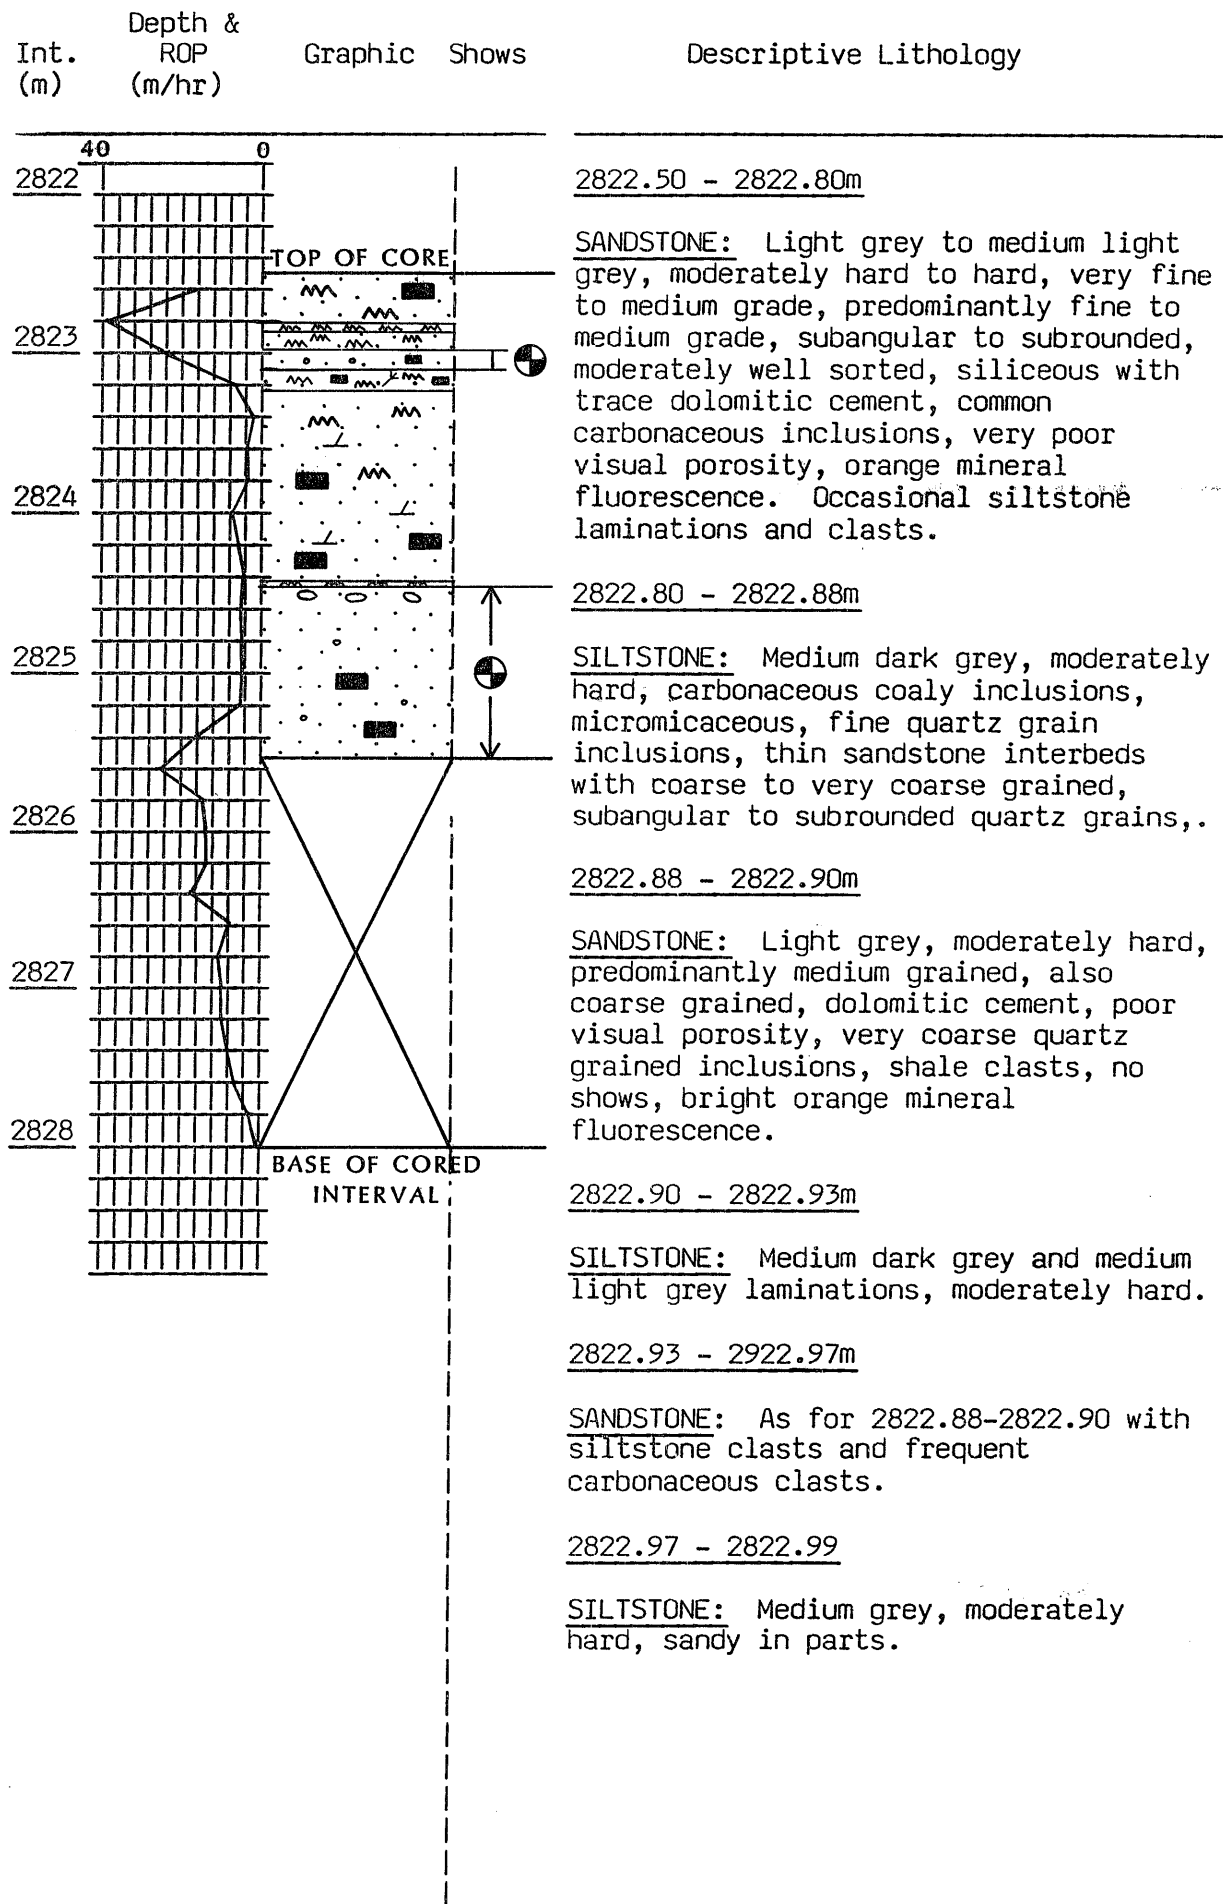 Depth &
Int. ROP Graphic Shows Descriptive Lithology
(m) (m/hr)
40 0
2822
TOP OF CORE
2823
2824
2825
2826
2827
2828
BASE OF CORED
INTERVAL
2822.50 - 2822.80m
SANDSTONE: Light grey to medium light
grey, moderately hard to hard, very fine
to medium grade, predominantly fine to
medium grade, subangular to subrounded,
moderately well sorted, siliceous with
trace dolomitic cement, common
carbonaceous inclusions, very poor
visual porosity, orange mineral
fluorescence. Occasional siltstone
laminations and clasts.
2822.80 - 2822.88m
SILTSTONE: Medium dark grey, moderately
hard, carbonaceous coaly inclusions,
micromicaceous, fine quartz grain
inclusions, thin sandstone interbeds
with coarse to very coarse grained,
subangular to subrounded quartz grains,.
2822.88 - 2822.90m
SANDSTONE: Light grey, moderately hard,
predominantly medium grained, also
coarse grained, dolomitic cement, poor
visual porosity, very coarse quartz
grained inclusions, shale clasts, no
shows, bright orange mineral
fluorescence.
2822.90 - 2822.93m
SILTSTONE: Medium dark grey and medium
light grey laminations, moderately hard.
2822.93 - 2922.97m
SANDSTONE: As for 2822.88-2822.90 with
siltstone clasts and frequent
carbonaceous clasts.
2822.97 - 2822.99
SILTSTONE: Medium grey, moderately
hard, sandy in parts.